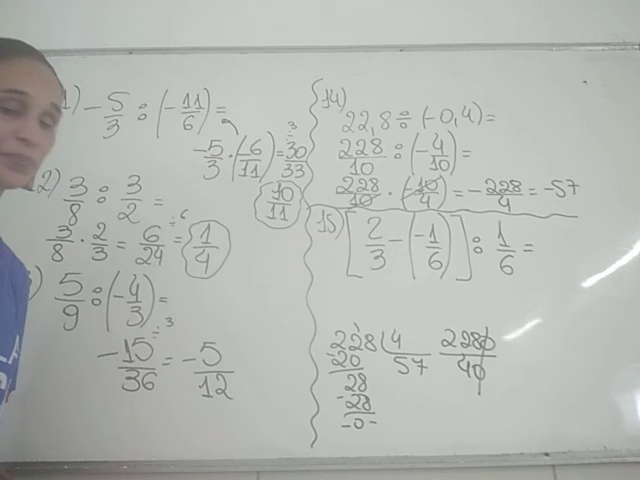 1) -5/3 ÷ (-11/6) =
-5/3 · (-6/11) = 30/33 ÷3
10/11
2) 3/8 ÷ 3/2 =
3/8 · 2/3 = 6/24 ÷6 = 1/4
) 5/9 ÷ (-4/3) =
-15/36 ÷3 = -5/12
14)
22,8 ÷ (-0,4) =
228/10 ÷ (-4/10) =
228/10 · (-10/4) = -228/4 = -57
15) [2/3 - (-1/6)] ÷ 1/6 =
228 | 4 2280/40
-20 57
-28
28
-0-